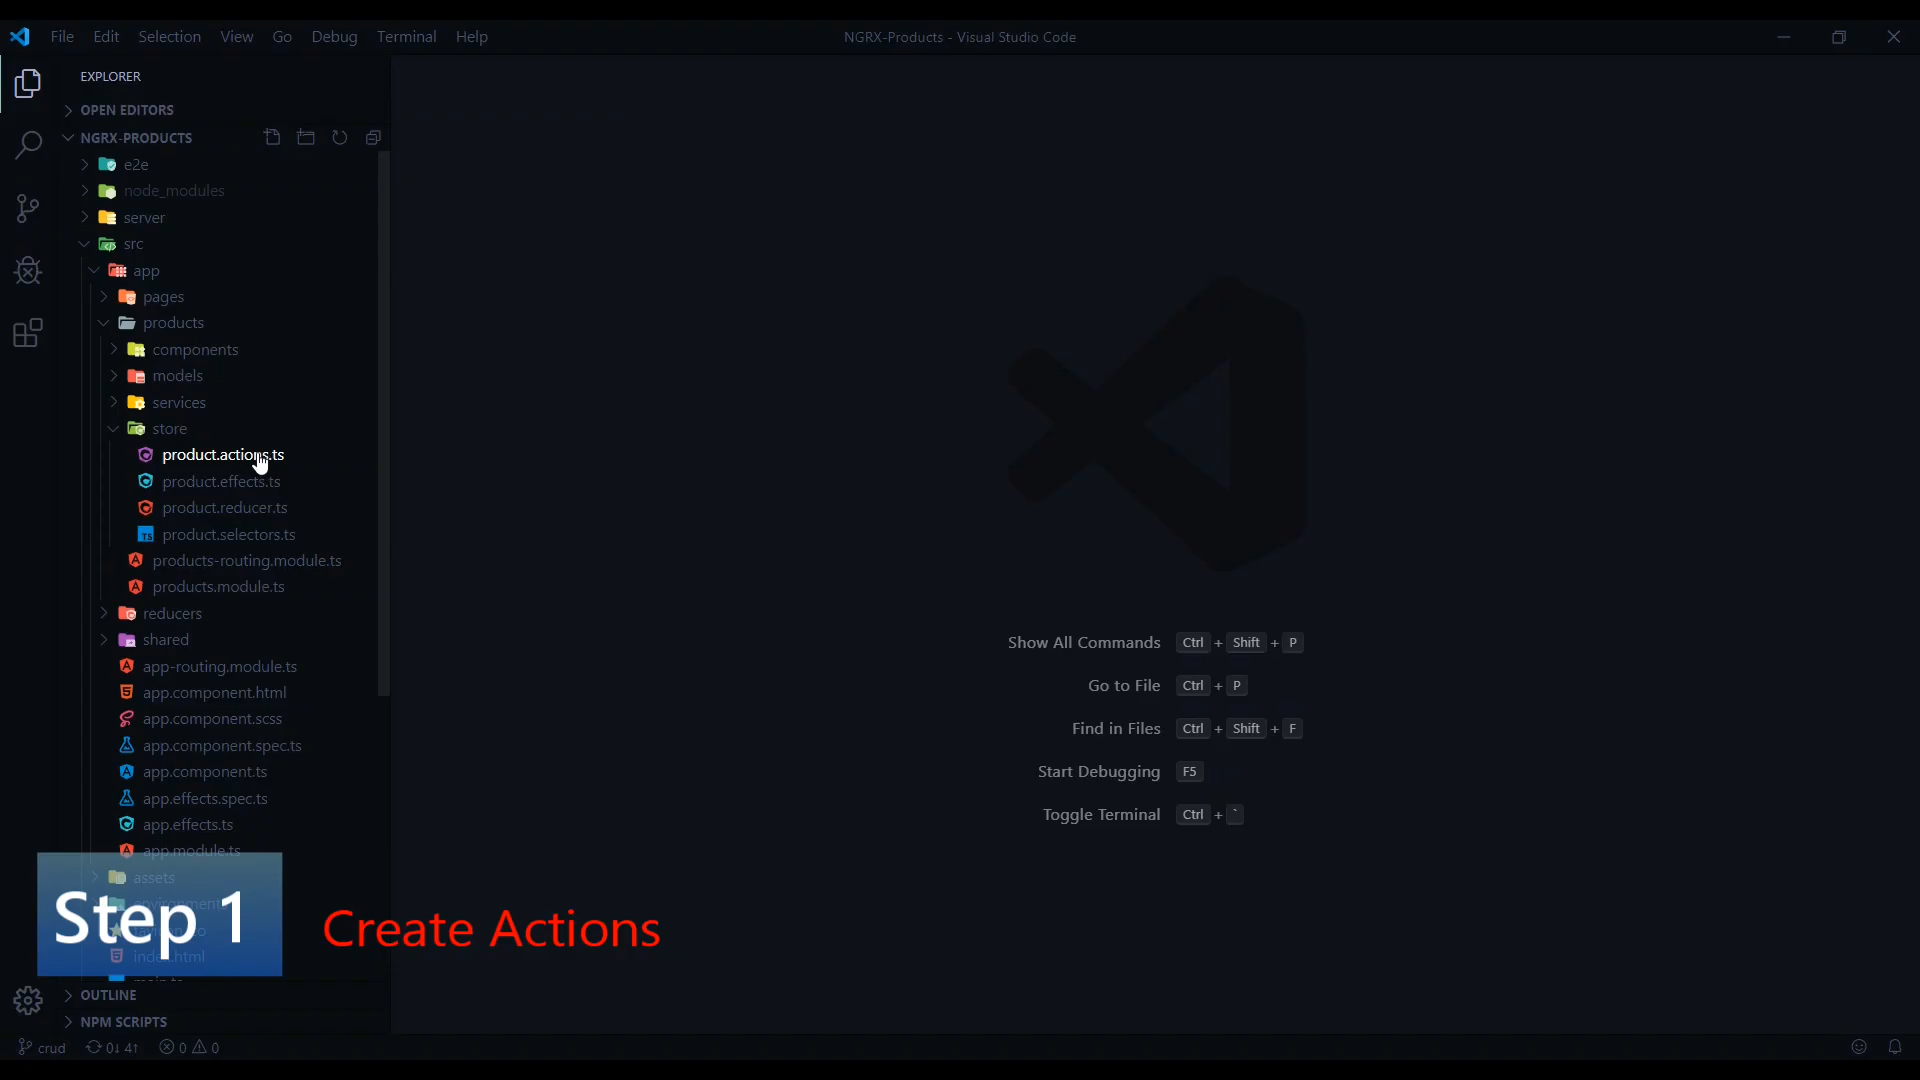 File Edit Selection View Go Debug Terminal Help
NGRX-Products - Visual Studio Code
EXPLORER
OPEN EDITORS
NGRX-PRODUCTS
e2e
node_modules
server
src
app
pages
products
components
models
services
store
product.actions.ts
product.effects.ts
product.reducer.ts
TS product.selectors.ts
products-routing.module.ts
products.module.ts
reducers
shared
app-routing.module.ts
app.component.html
app.component.scss
app.component.spec.ts
app.component.ts
app.effects.spec.ts
app.effects.ts
app.module.ts
assets
index.html
main.ts
OUTLINE
NPM SCRIPTS
crud 0↓ 4↑ 0 0
Show All Commands Ctrl + Shift + P
Go to File Ctrl + P
Find in Files Ctrl + Shift + F
Start Debugging F5
Toggle Terminal Ctrl + `
Step 1
Create Actions